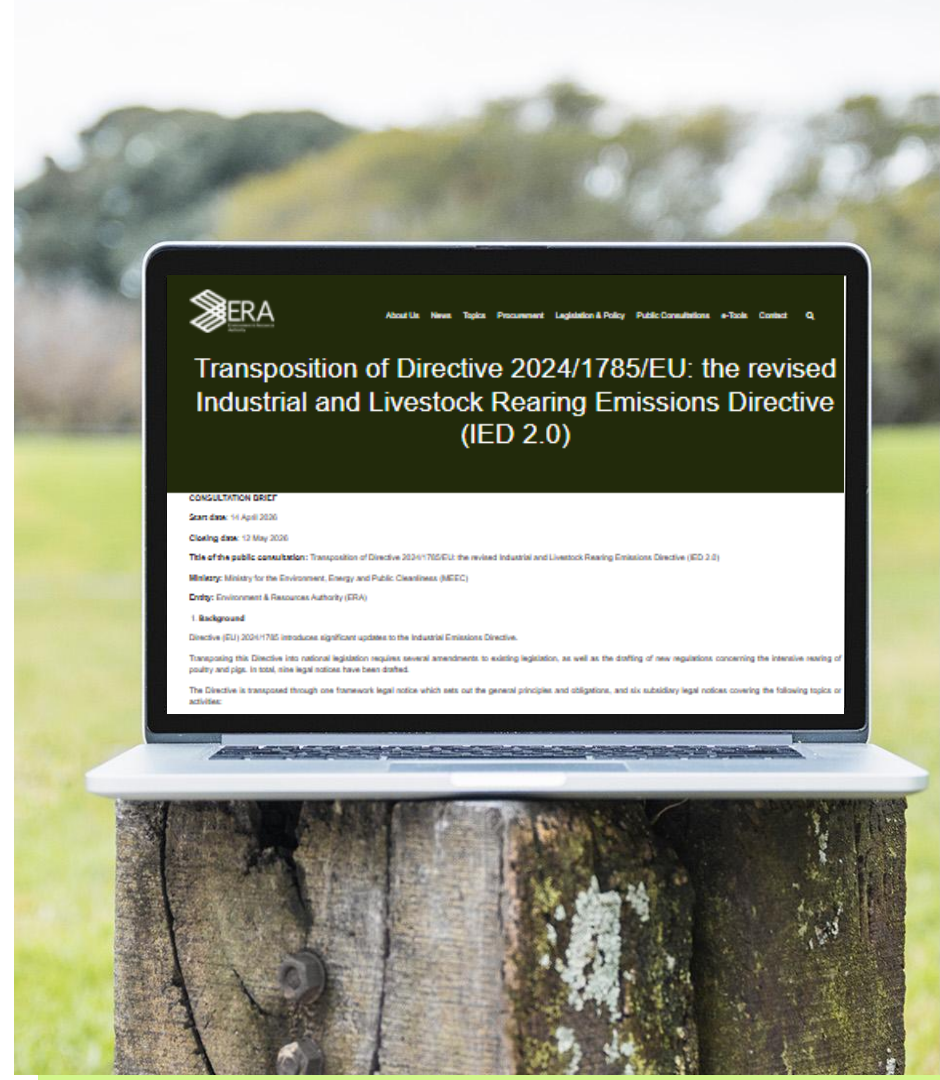 ERA
Environment & Resources
Authority
About Us News Topics Procurement Legislation & Policy Public Consultations e-Tools Contact
Transposition of Directive 2024/1785/EU: the revised
Industrial and Livestock Rearing Emissions Directive
(IED 2.0)
CONSULTATION BRIEF
Start date: 14 April 2026
Closing date: 12 May 2026
Title of the public consultation: Transposition of Directive 2024/1785/EU: the revised Industrial and Livestock Rearing Emissions Directive (IED 2.0)
Ministry: Ministry for the Environment, Energy and Public Cleanliness (MEEC)
Entity: Environment & Resources Authority (ERA)
1. Background
Directive (EU) 2024/1785 introduces significant updates to the Industrial Emissions Directive.
Transposing this Directive into national legislation requires several amendments to existing legislation, as well as the drafting of new regulations concerning the intensive rearing of
poultry and pigs. In total, nine legal notices have been drafted.
The Directive is transposed through one framework legal notice which sets out the general principles and obligations, and six subsidiary legal notices covering the following topics or
activities: